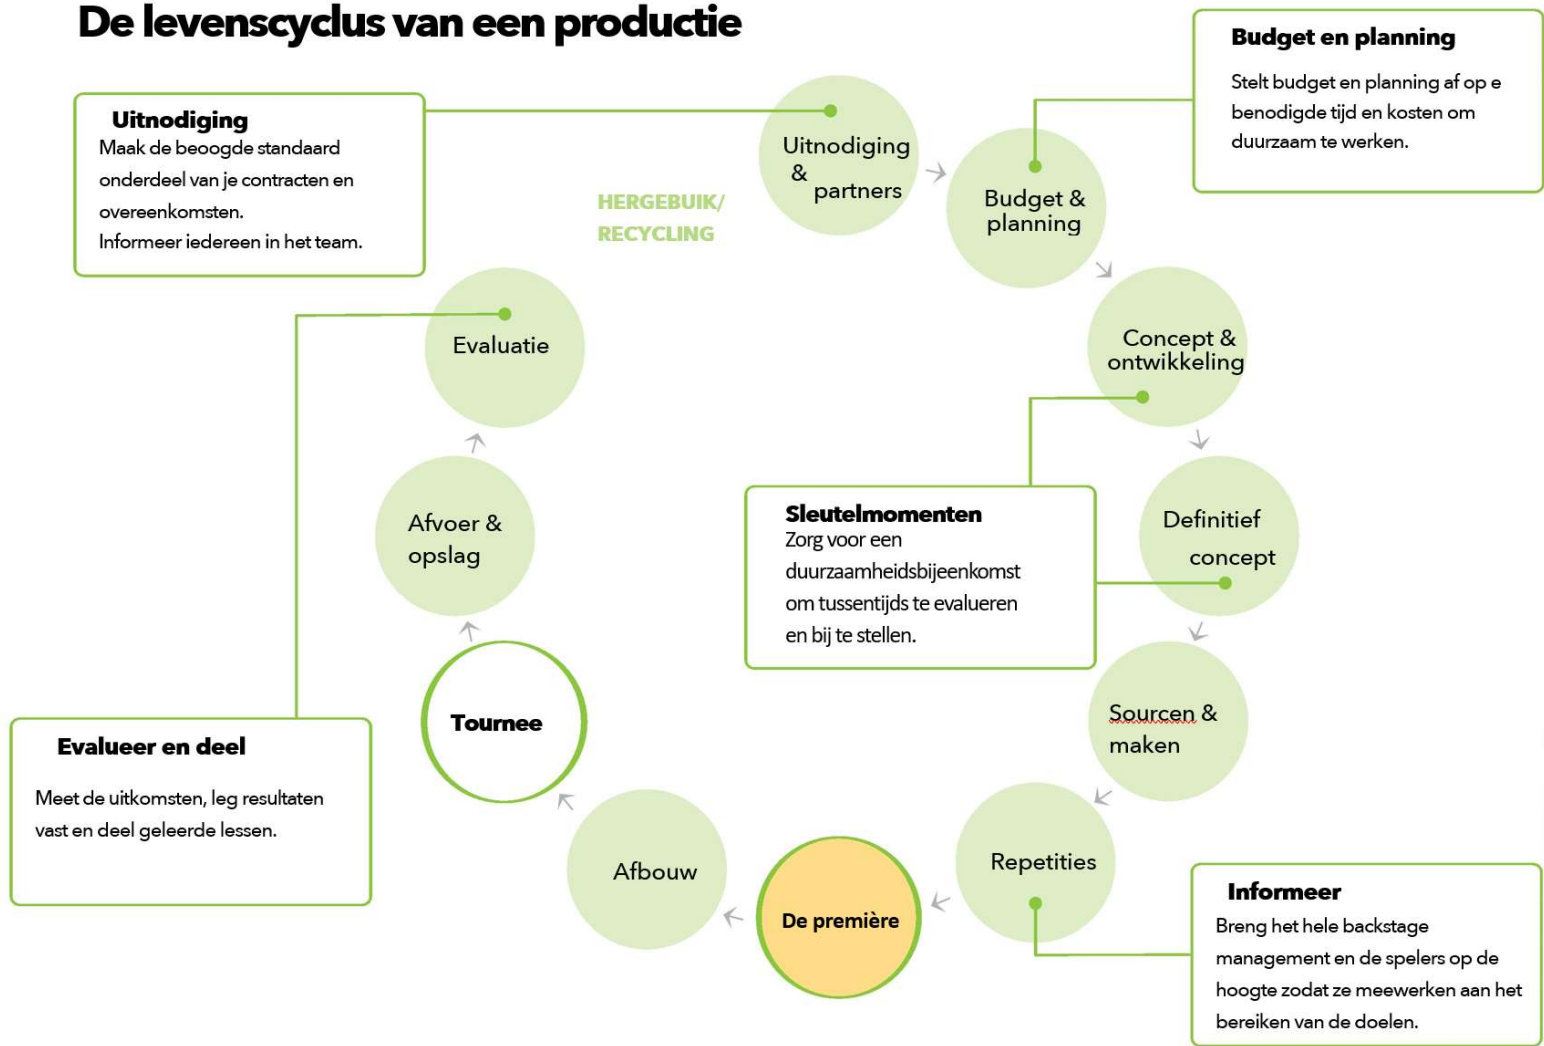 De levenscyclus van een productie
Budget en planning
Stelt budget en planning af op e
benodigde tijd en kosten om
duurzaam te werken.
Uitnodiging
Maak de beoogde standaard
onderdeel van je contracten en
overeenkomsten.
Informeer iedereen in het team.
HERGEBUIK/
RECYCLING
Uitnodiging
&
partners
Budget &
planning
Concept &
ontwikkeling
Definitief
concept
Sourcen &
maken
Repetities
De première
Afbouw
Tournee
Afvoer &
opslag
Evaluatie
Sleutelmomenten
Zorg voor een
duurzaamheidsbijeenkomst
om tussentijds te evalueren
en bij te stellen.
Evalueer en deel
Meet de uitkomsten, leg resultaten
vast en deel geleerde lessen.
Informeer
Breng het hele backstage
management en de spelers op de
hoogte zodat ze meewerken aan het
bereiken van de doelen.